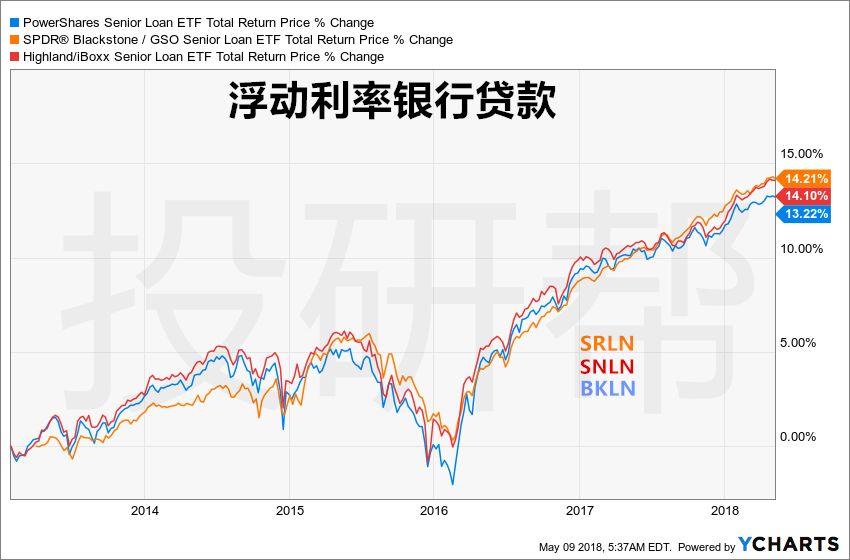 PowerShares Senior Loan ETF Total Return Price % Change
SPDR® Blackstone / GSO Senior Loan ETF Total Return Price % Change
Highland/iBoxx Senior Loan ETF Total Return Price % Change
浮动利率银行贷款
投研帮
15.00%
14.21%
14.10%
13.22%
10.00%
SRLN
5.00%
SNLN
BKLN
0.00%
2014 2015 2016 2017 2018
May 09 2018, 5:37AM EDT. Powered by YCHARTS